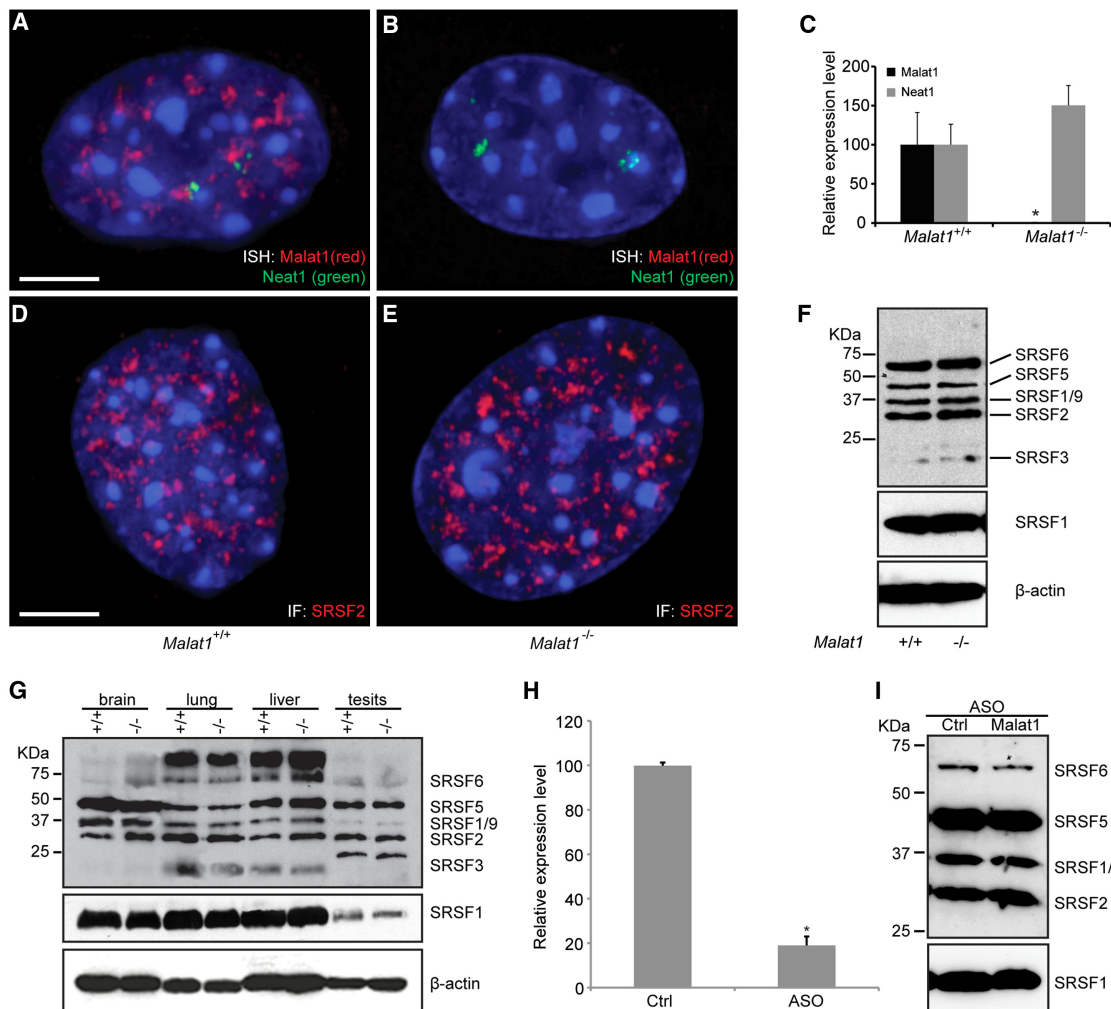 A
ISH: Malat1(red)
Neat1 (green)
B
ISH: Malat1(red)
Neat1 (green)
C
Relative expression level
200
150
100
50
0
Malat1
Neat1
*
Malat1+/+
Malat1-/-
D
E
IF: SRSF2
IF: SRSF2
Malat1+/+
Malat1-/-
F
KDa
75
50
37
25
SRSF6
SRSF5
SRSF1/9
SRSF2
SRSF3
SRSF1
β-actin
Malat1 +/+ -/-
G
brain lung liver testits
+/+ -/- +/+ -/- +/+ -/- +/+ -/-
KDa
75
50
37
25
SRSF6
SRSF5
SRSF1/9
SRSF2
SRSF3
SRSF1
β-actin
H
Relative expression level
120
100
80
60
40
20
0
*
Ctrl ASO
I
ASO
KDa Ctrl Malat1
75
50
37
25
SRSF6
SRSF5
SRSF1/
SRSF2
SRSF1